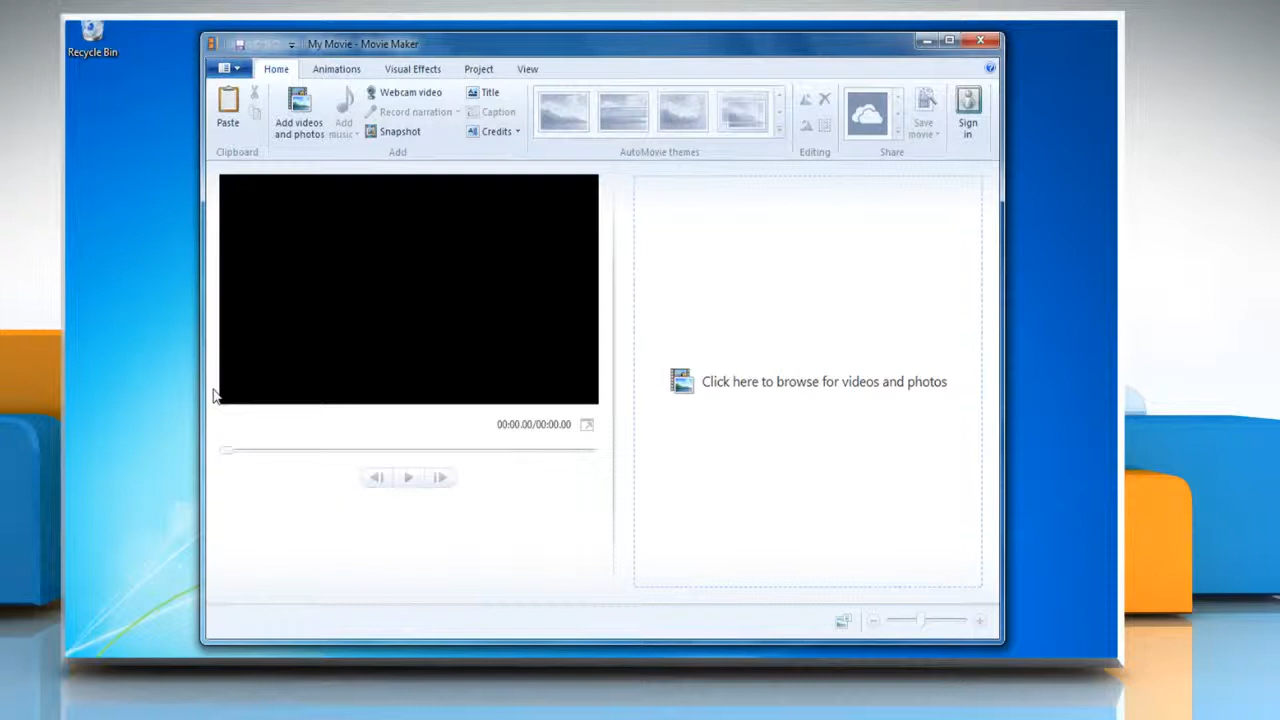 Recycle Bin
My Movie - Movie Maker
Home
Animations
Visual Effects
Project
View
Paste
Clipboard
Add videos
and photos
Add
music
Webcam video
Record narration
Snapshot
Title
Caption
Credits
Add
AutoMovie themes
Editing
Save
movie
Share
Sign
in
Click here to browse for videos and photos
00:00.00/00:00.00